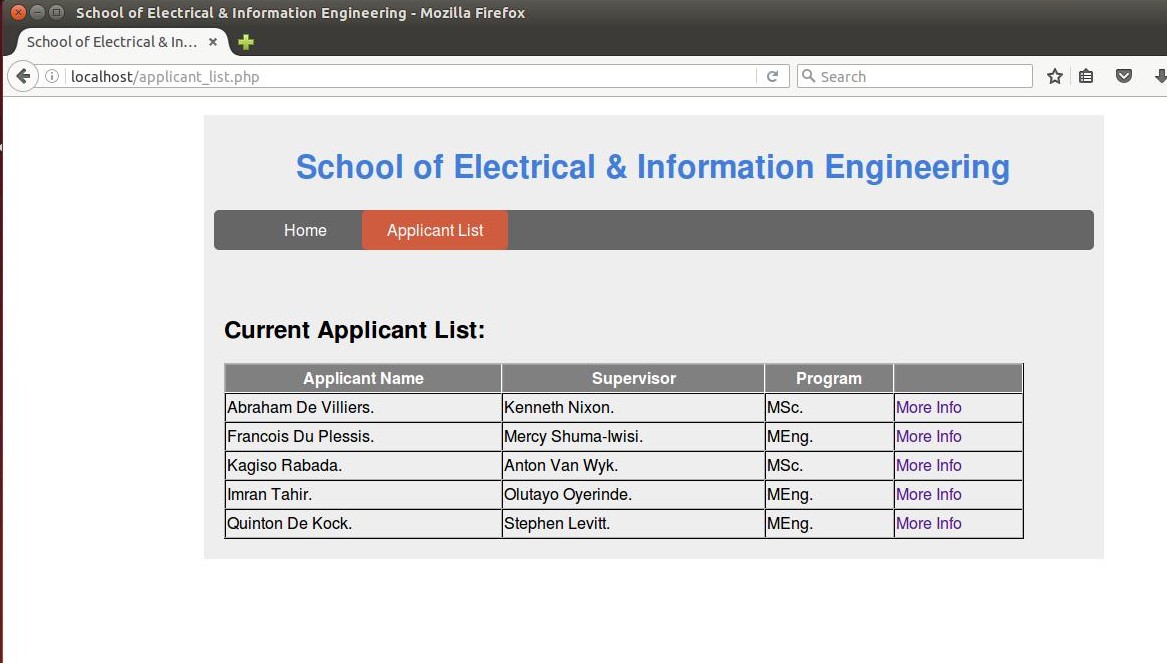 School of Electrical & Information Engineering - Mozilla Firefox
School of Electrical & In...
localhost/applicant_list.php
Search
School of Electrical & Information Engineering
Home Applicant List
Current Applicant List:
Applicant Name Supervisor Program
Abraham De Villiers. Kenneth Nixon. MSc. More Info
Francois Du Plessis. Mercy Shuma-Iwisi. MEng. More Info
Kagiso Rabada. Anton Van Wyk. MSc. More Info
Imran Tahir. Olutayo Oyerinde. MEng. More Info
Quinton De Kock. Stephen Levitt. MEng. More Info